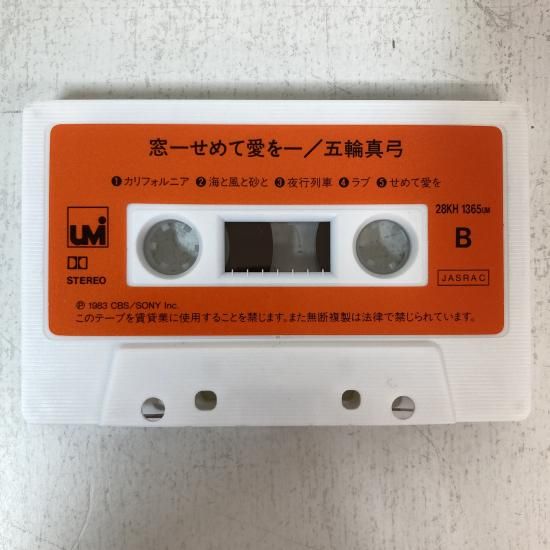 窓―せめて愛を―／五輪真弓
❶カリフォルニア ❷海と風と砂と ❸夜行列車 ❹ラブ ❺せめて愛を
28KH 1365UM
UMI
B
STEREO
JASRAC
Ⓟ 1983 CBS/SONY Inc.
このテープを賃貸業に使用することを禁じます。また無断複製は法律で禁じられています。